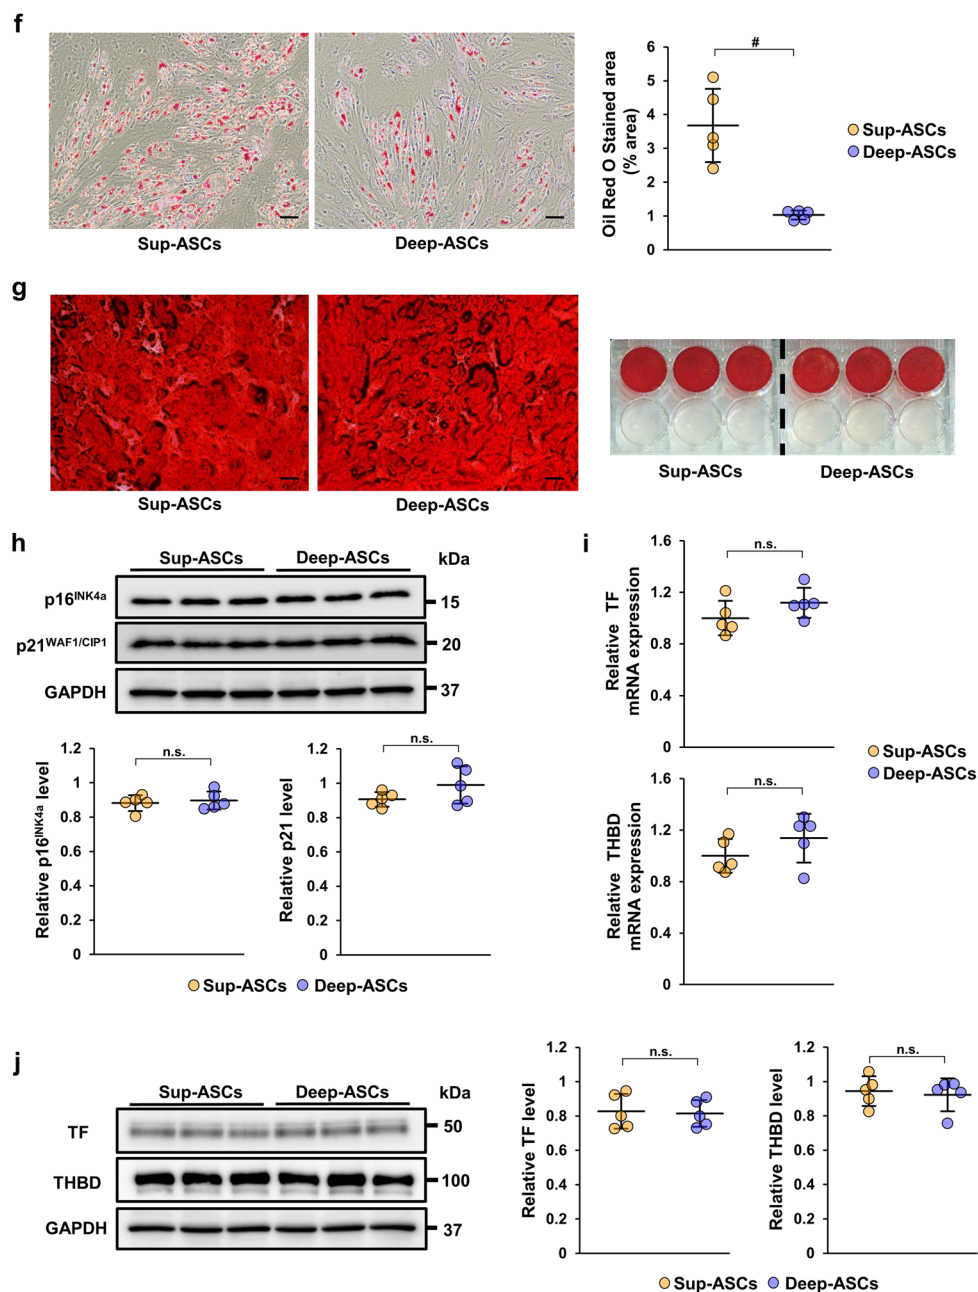 f
Oil Red O Stained area
(% area)
6
5
4
3
2
1
0
#
Sup-ASCs
Deep-ASCs
Sup-ASCs
Deep-ASCs
g
Sup-ASCs
Deep-ASCs
Sup-ASCs
Deep-ASCs
h
Sup-ASCs Deep-ASCs kDa
p16INK4a 15
p21WAF1/CIP1 20
GAPDH 37
Relative p16INK4a level
1.2
1
0.8
0.6
0.4
0.2
0
n.s.
Relative p21 level
1.2
1
0.8
0.6
0.4
0.2
0
n.s.
Sup-ASCs Deep-ASCs
i
Relative TF
mRNA expression
1.6
1.2
0.8
0.4
0
n.s.
Sup-ASCs
Deep-ASCs
Relative THBD
mRNA expression
1.6
1.2
0.8
0.4
0
n.s.
j
Sup-ASCs Deep-ASCs kDa
TF 50
THBD 100
GAPDH 37
Relative TF level
1.2
1
0.8
0.6
0.4
0.2
0
n.s.
Relative THBD level
1.2
1
0.8
0.6
0.4
0.2
0
n.s.
Sup-ASCs Deep-ASCs